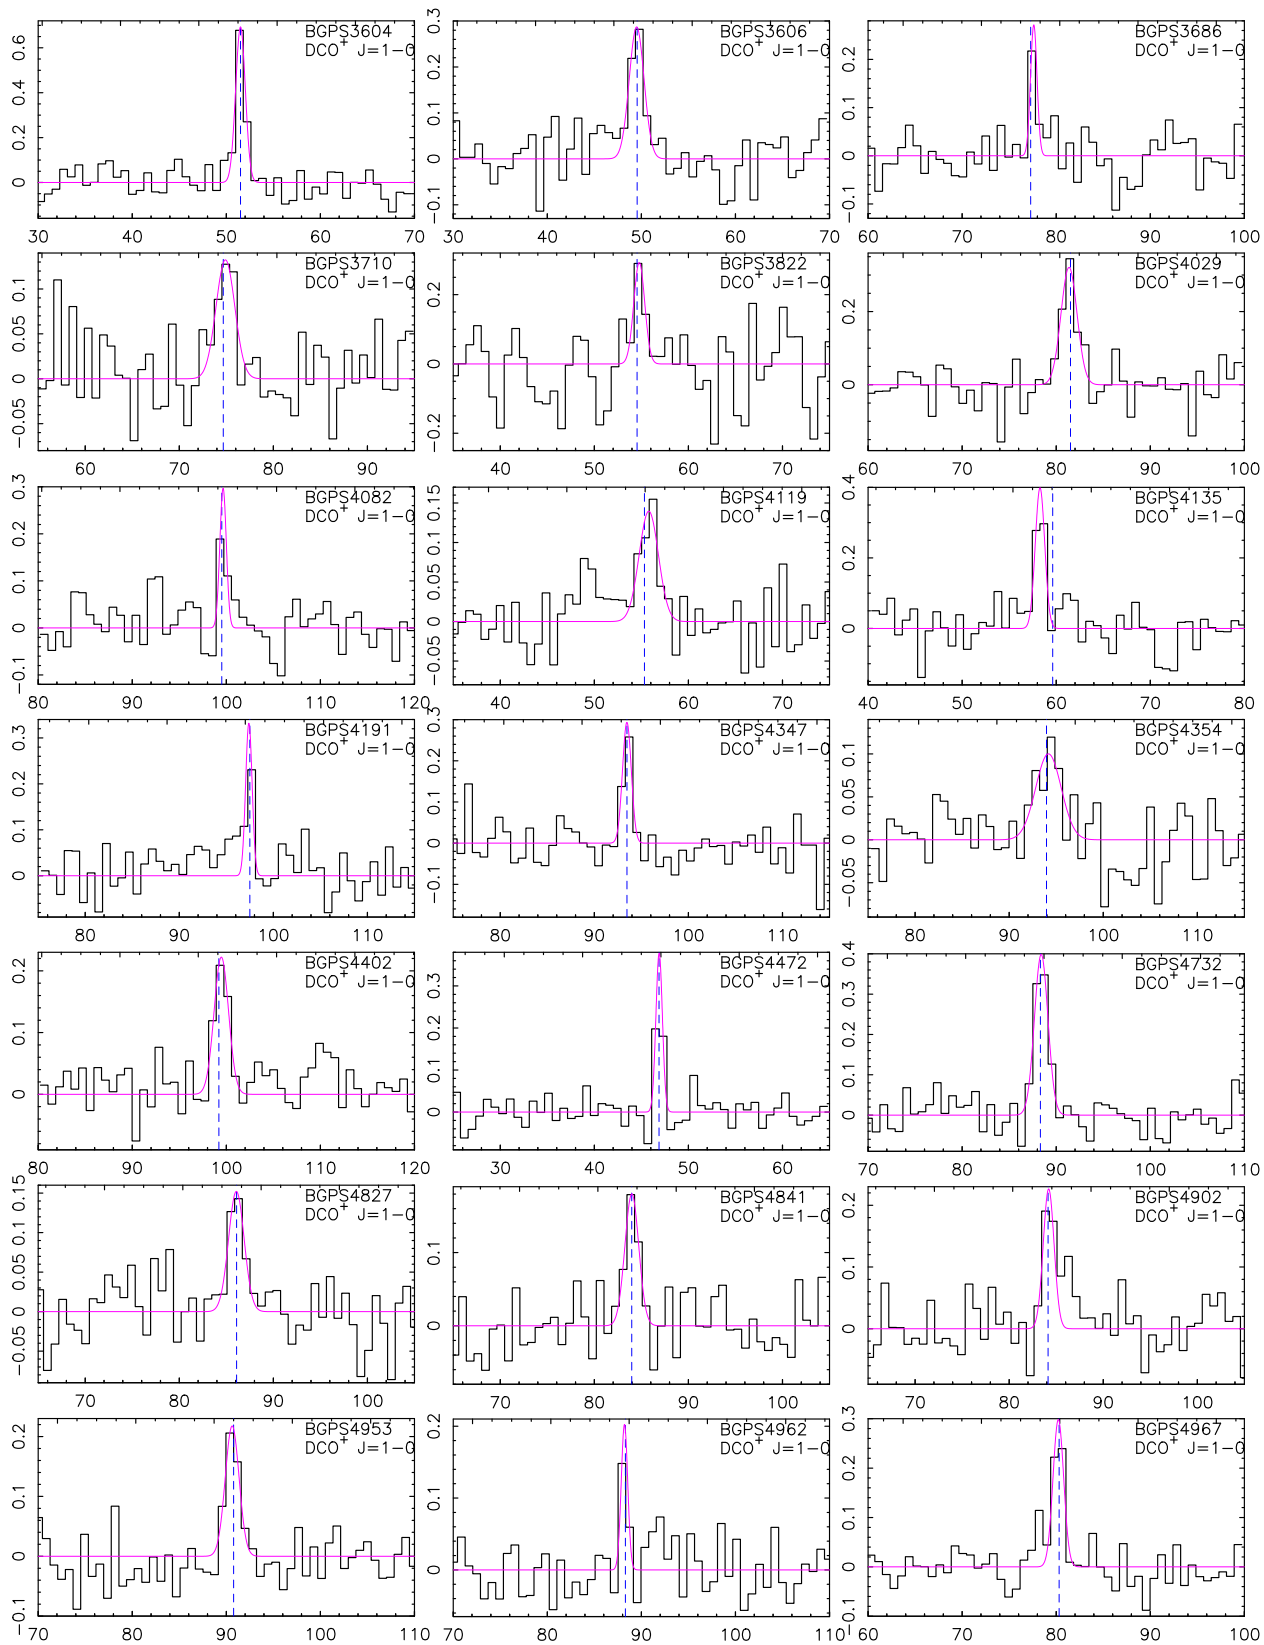 BGPS3604
DCO⁺ J=1−0
0 0.2 0.4 0.6
30 40 50 60 70
BGPS3606
DCO⁺ J=1−0
−0.1 0 0.1 0.2 0.3
30 40 50 60 70
BGPS3686
DCO⁺ J=1−0
−0.1 0 0.1 0.2
60 70 80 90 100
BGPS3710
DCO⁺ J=1−0
−0.05 0 0.05 0.1
60 70 80 90
BGPS3822
DCO⁺ J=1−0
−0.2 0 0.2
40 50 60 70
BGPS4029
DCO⁺ J=1−0
0 0.2
60 70 80 90 100
BGPS4082
DCO⁺ J=1−0
−0.1 0 0.1 0.2 0.3
80 90 100 110 120
BGPS4119
DCO⁺ J=1−0
−0.05 0 0.05 0.1 0.15
40 50 60 70
BGPS4135
DCO⁺ J=1−0
0 0.2 0.4
40 50 60 70 80
BGPS4191
DCO⁺ J=1−0
0 0.1 0.2 0.3
80 90 100 110
BGPS4347
DCO⁺ J=1−0
−0.1 0 0.1 0.2 0.3
80 90 100 110
BGPS4354
DCO⁺ J=1−0
−0.05 0 0.05 0.1
90 100 110
80
BGPS4402
DCO⁺ J=1−0
0 0.1 0.2
80 90 100 110 120
BGPS4472
DCO⁺ J=1−0
0 0.1 0.2 0.3
30 40 50 60
BGPS4732
DCO⁺ J=1−0
0 0.1 0.2 0.3 0.4
70 80 90 100 110
BGPS4827
DCO⁺ J=1−0
−0.05 0 0.05 0.1 0.15
70 80 90 100
BGPS4841
DCO⁺ J=1−0
0 0.1
70 80 90 100
BGPS4902
DCO⁺ J=1−0
0 0.1 0.2
70 80 90 100
BGPS4953
DCO⁺ J=1−0
−0.1 0 0.1 0.2
70 80 90 100 110
BGPS4962
DCO⁺ J=1−0
0 0.1 0.2
70 80 90 100 110
BGPS4967
DCO⁺ J=1−0
−0.1 0 0.1 0.2 0.3
60 70 80 90 100